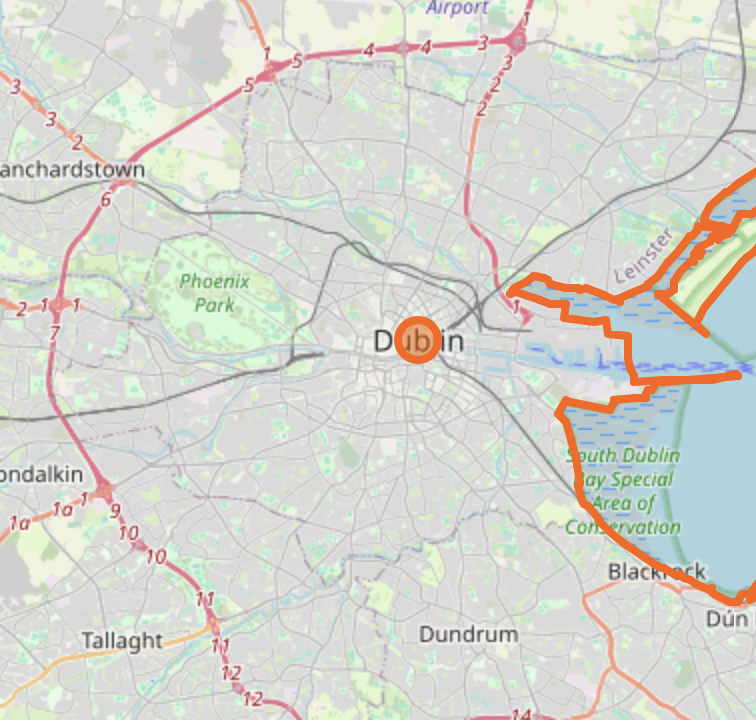 Airport
1
1
5
4
4
3
5
3
3
2
3
2
2
anchardstown
6
Leinster
Phoenix
Park
2
1
1
1
7
Dublin
South Dublin
Bay Special
Area of
Conservation
ondalkin
1a
1a
1
9
10
10
Blackrock
11
Dún
Tallaght
11
Dundrum
12
12
14